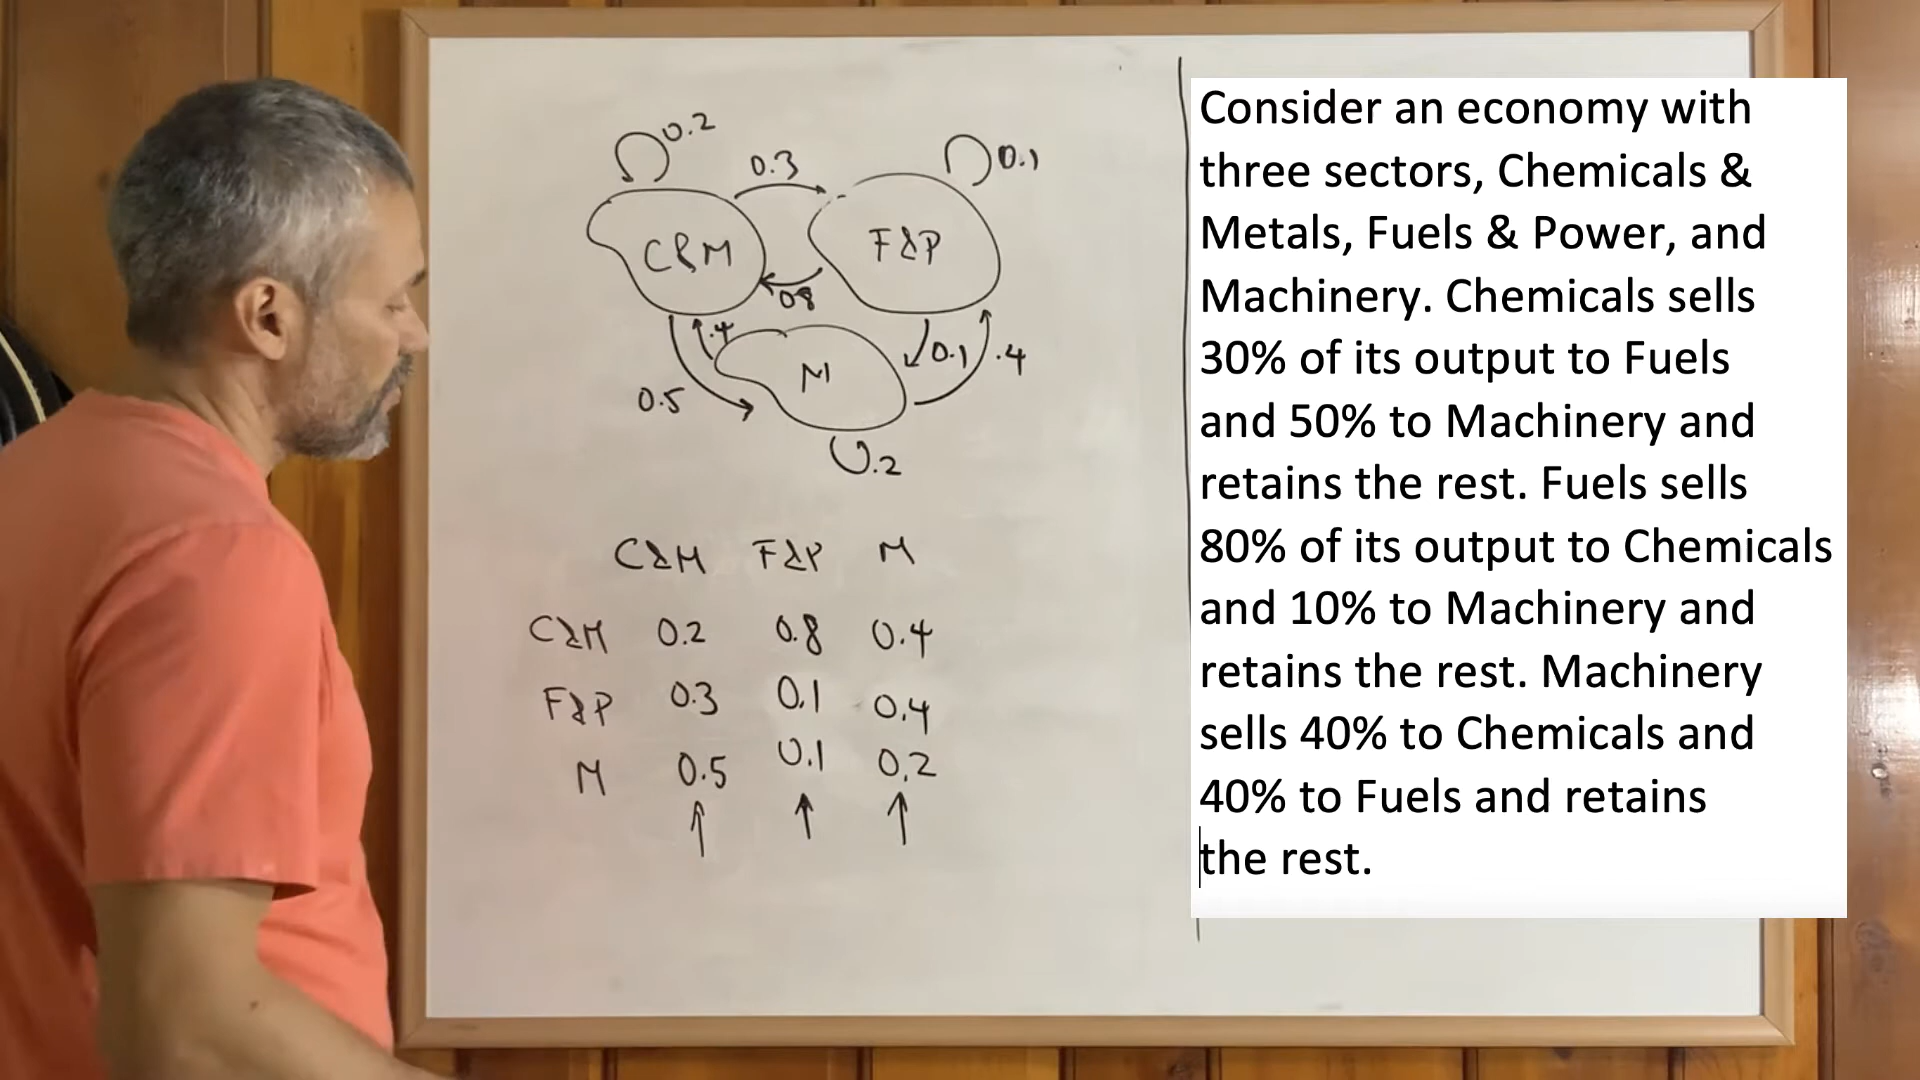 0.2
0.3
0.1
C&M
F&P
08
.4
0.1
.4
M
0.5
.2
C&M F&P M
C&M 0.2 0.8 0.4
F&P 0.3 0.1 0.4
M 0.5 0.1 0.2
Consider an economy with
three sectors, Chemicals &
Metals, Fuels & Power, and
Machinery. Chemicals sells
30% of its output to Fuels
and 50% to Machinery and
retains the rest. Fuels sells
80% of its output to Chemicals
and 10% to Machinery and
retains the rest. Machinery
sells 40% to Chemicals and
40% to Fuels and retains
the rest.